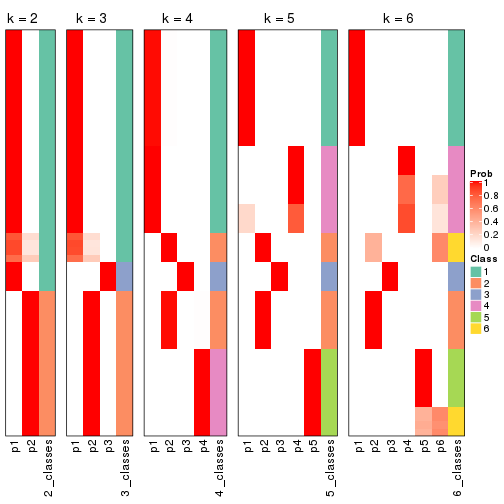 k = 2
k = 3
k = 4
k = 5
k = 6
Prob
1
0.8
0.6
0.4
0.2
0
Class
1
2
3
4
5
6
p1
p2
2_classes
p1
p2
p3
3_classes
p1
p2
p3
p4
4_classes
p1
p2
p3
p4
p5
5_classes
p1
p2
p3
p4
p5
p6
6_classes